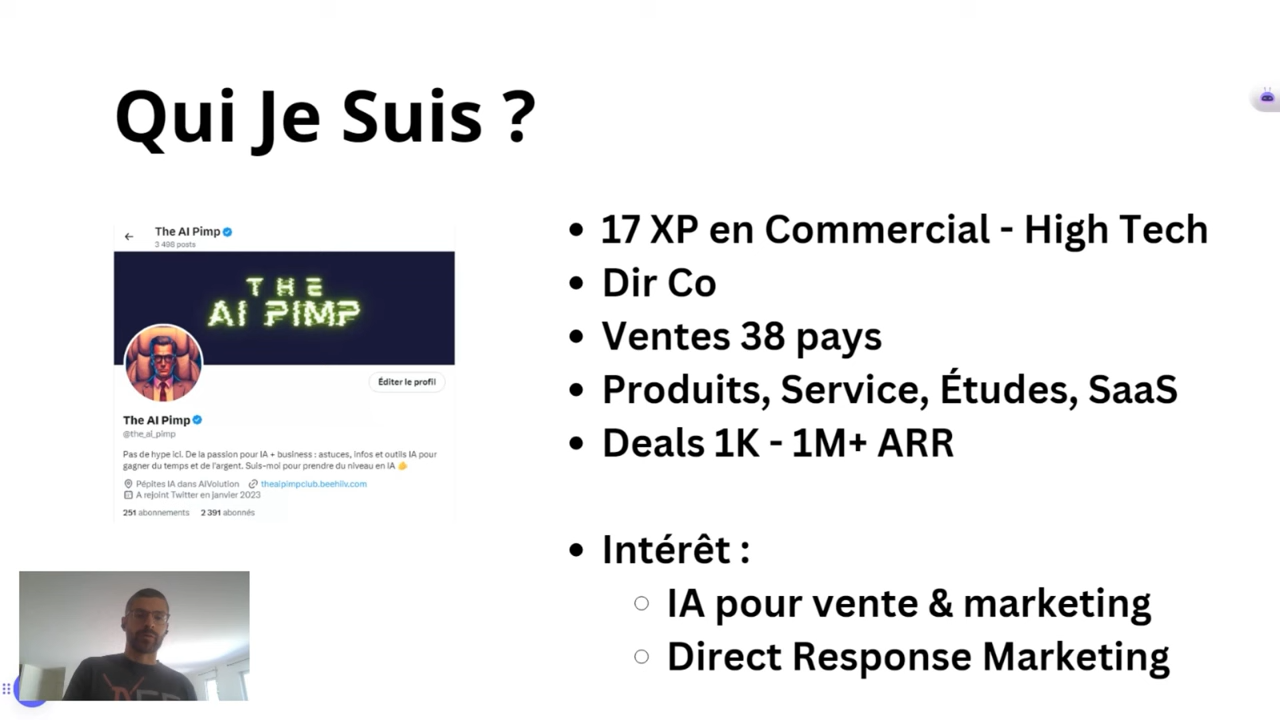 Qui Je Suis ?
The AI Pimp
3 498 posts
THE
AI PIMP
Éditer le profil
The AI Pimp
@the_ai_pimp
Pas de hype ici. De la passion pour IA + business : astuces, infos et outils IA pour
gagner du temps et de l'argent. Suis-moi pour prendre du niveau en IA
Pépites IA dans AIVolution theaipimpclub.beehiiv.com
A rejoint Twitter en janvier 2023
251 abonnements 2 391 abonnés
• 17 XP en Commercial - High Tech
• Dir Co
• Ventes 38 pays
• Produits, Service, Études, SaaS
• Deals 1K - 1M+ ARR
• Intérêt :
○ IA pour vente & marketing
○ Direct Response Marketing